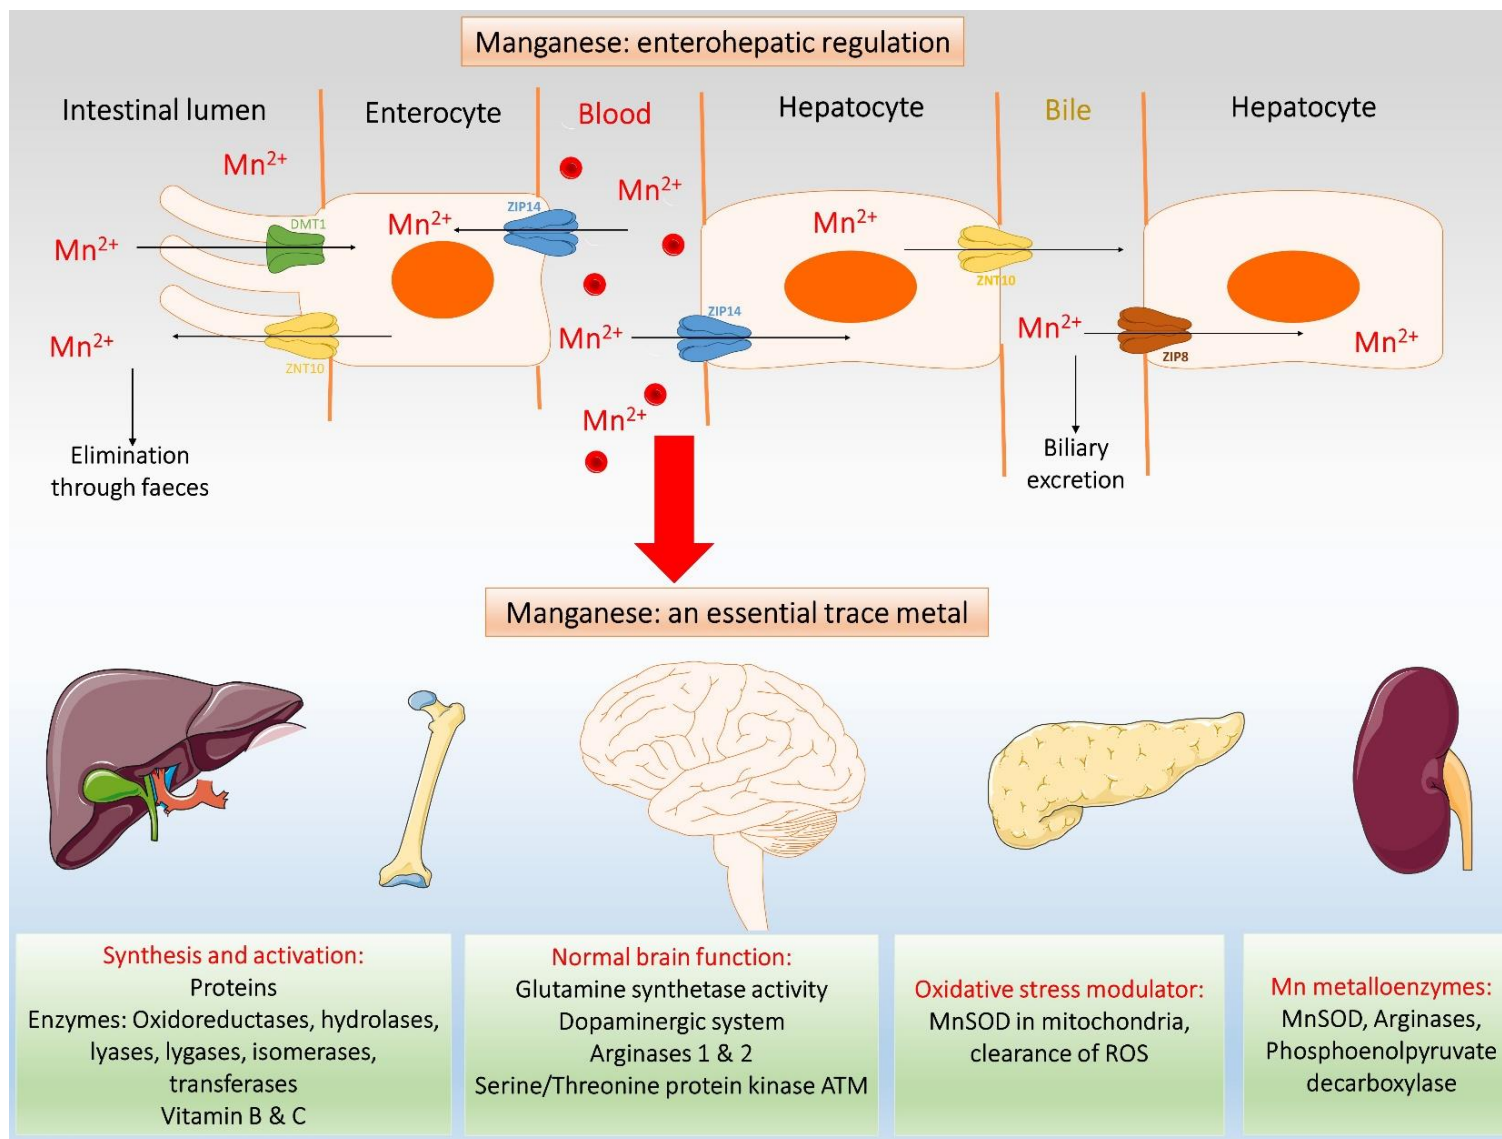 Manganese: enterohepatic regulation
Intestinal lumen
Enterocyte
Blood
Hepatocyte
Bile
Hepatocyte
Mn²⁺
Mn²⁺
DMT1
Mn²⁺
ZIP14
Mn²⁺
Mn²⁺
ZNT10
Mn²⁺
ZNT10
Mn²⁺
ZIP14
Mn²⁺
ZIP8
Mn²⁺
Mn²⁺
Elimination
through faeces
Biliary
excretion
Manganese: an essential trace metal
Synthesis and activation:
Proteins
Enzymes: Oxidoreductases, hydrolases,
lyases, lygases, isomerases,
transferases
Vitamin B & C
Normal brain function:
Glutamine synthetase activity
Dopaminergic system
Arginases 1 & 2
Serine/Threonine protein kinase ATM
Oxidative stress modulator:
MnSOD in mitochondria,
clearance of ROS
Mn metalloenzymes:
MnSOD, Arginases,
Phosphoenolpyruvate
decarboxylase